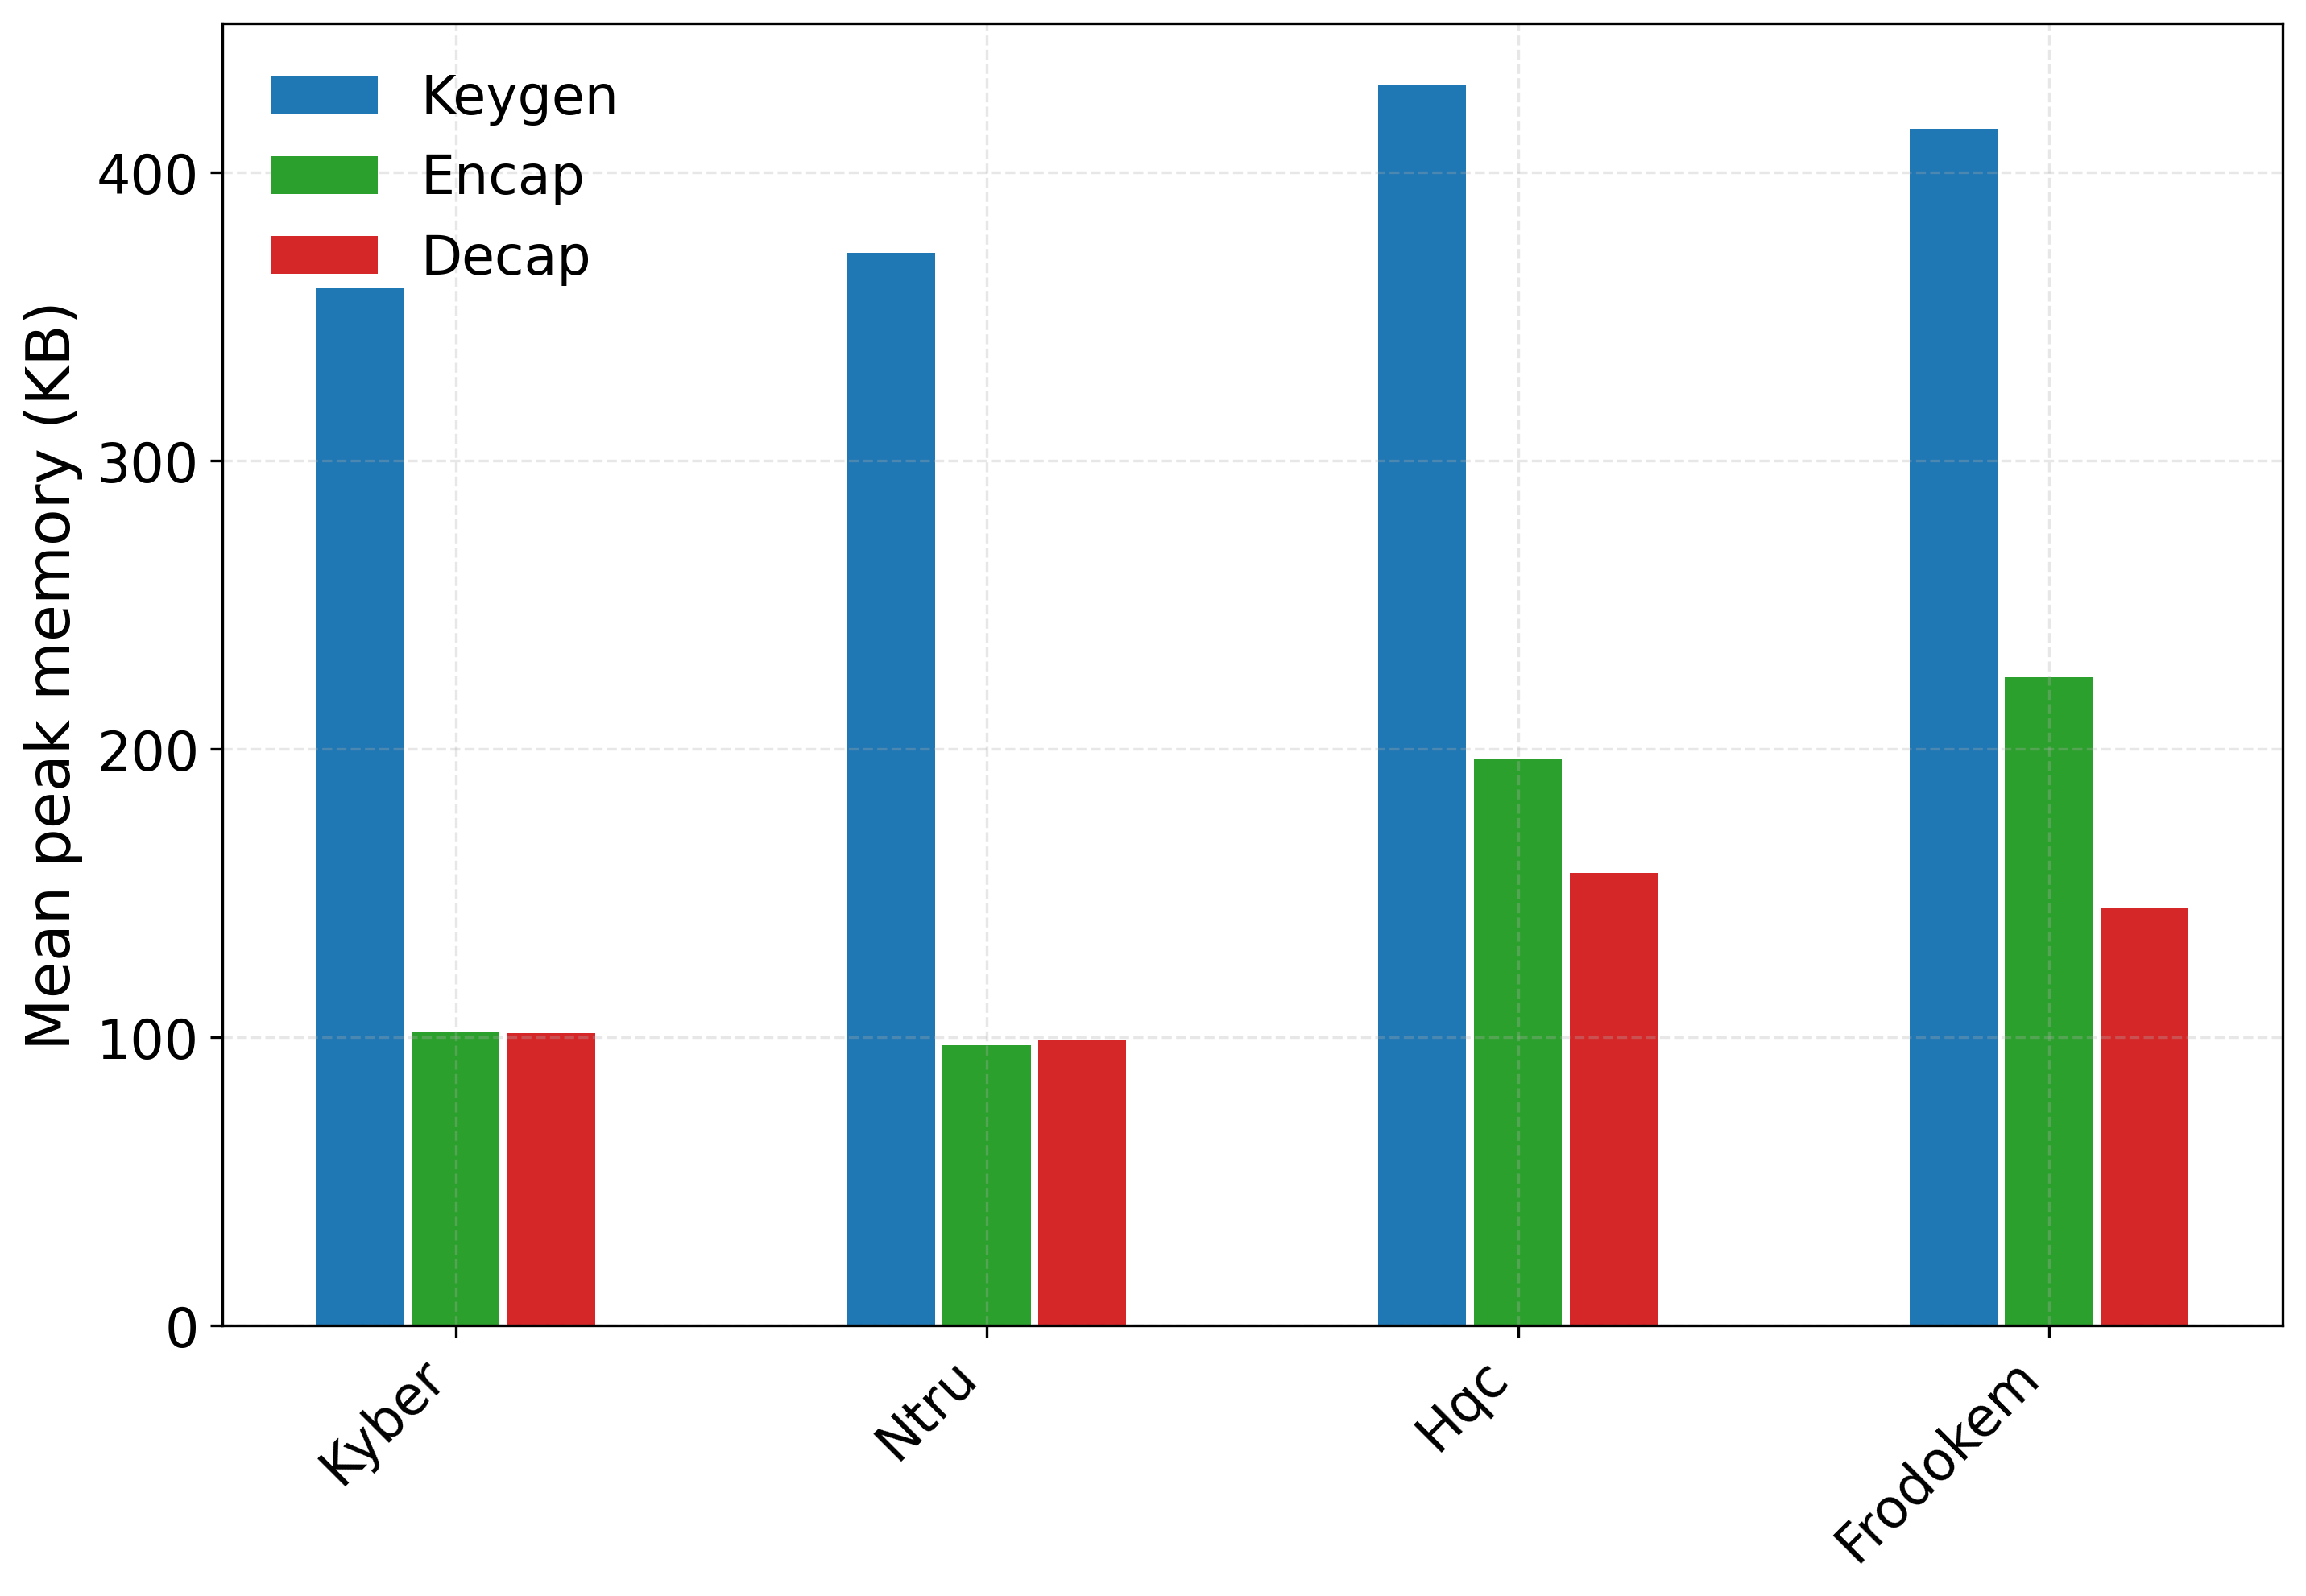 Keygen
Encap
Decap
Mean peak memory (KB)
400
300
200
100
0
Kyber
Ntru
Hqc
Frodokem